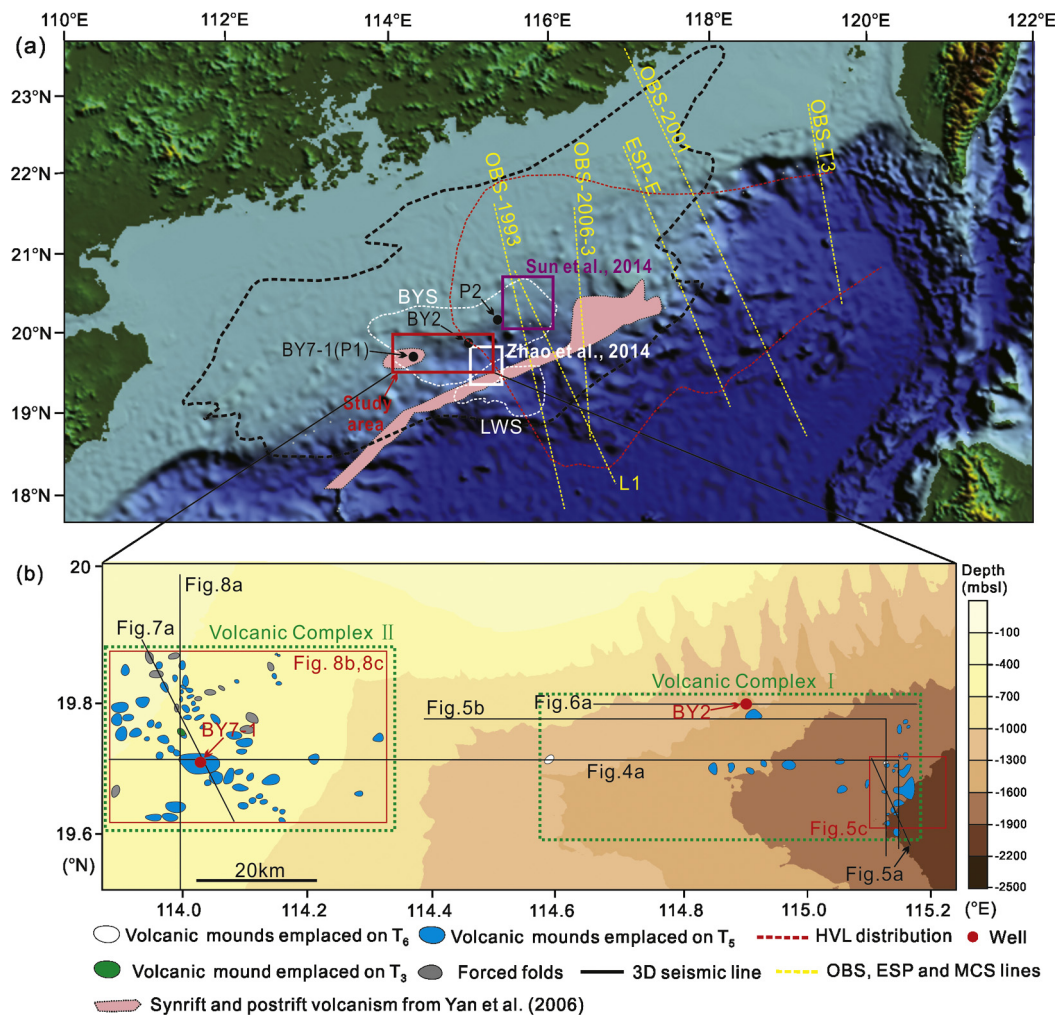 110°E 112°E 114°E 116°E 118°E 120°E 122°E
(a)
23°N
22°N
21°N
20°N
19°N
18°N
OBS-2001
OBS-T3
ESP-E
OBS-2006-3
OBS-1993
Sun et al., 2014
P2
BYS
BY2
BY7-1(P1)
Zhao et al., 2014
Study
area
LWS
L1
(b)
20
19.8
19.6
(°N)
Fig.8a
Fig.7a
Volcanic Complex Ⅱ
Fig. 8b,8c
BY7-1
20km
Volcanic Complex Ⅰ
Fig.6a
BY2
Fig.5b
Fig.4a
Fig.5c
Fig.5a
Depth
(mbsl)
-100
-400
-700
-1000
-1300
-1600
-1900
-2200
-2500
114.0 114.2 114.4 114.6 114.8 115.0 115.2 (°E)
Volcanic mounds emplaced on T6 Volcanic mounds emplaced on T5 HVL distribution Well
Volcanic mound emplaced on T3 Forced folds 3D seismic line OBS, ESP and MCS lines
Synrift and postrift volcanism from Yan et al. (2006)